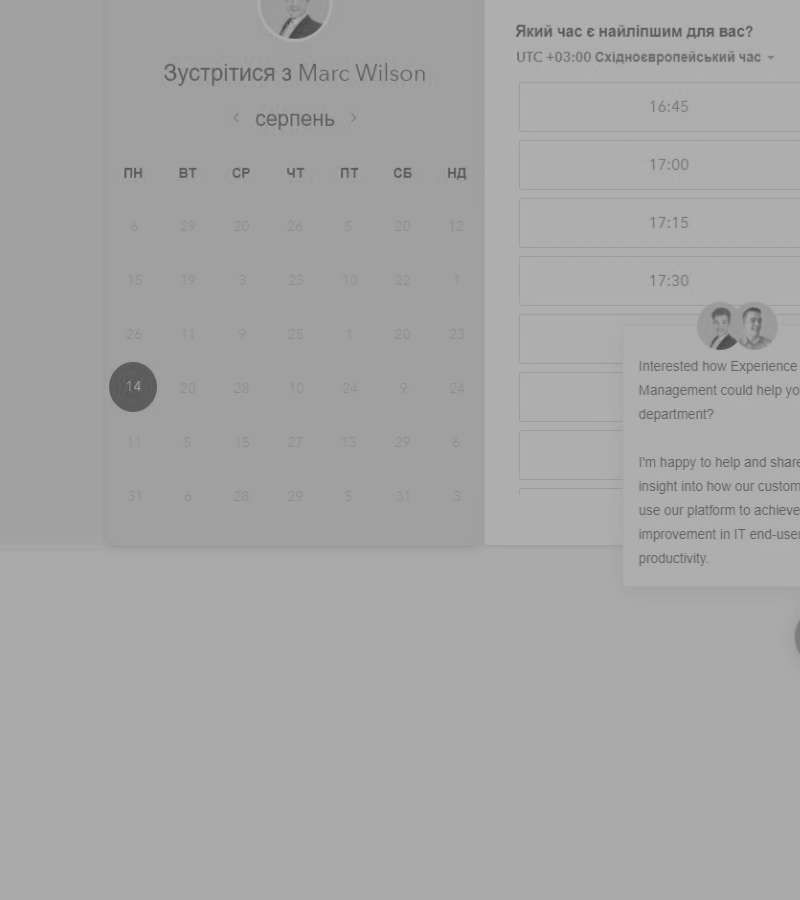 Зустрітися з Marc Wilson
серпень
ПН ВТ СР ЧТ ПТ СБ НД
6 29 20 26 5 20 12
15 19 3 23 10 22 1
26 11 9 25 1 20 23
14 20 28 10 24 9 24
11 5 15 27 13 29 6
31 6 28 29 5 31 3
Який час є найліпшим для вас?
UTC +03:00 Східноєвропейський час
16:45
17:00
17:15
17:30
Interested how Experience
Management could help yo
department?
I'm happy to help and share
insight into how our custom
use our platform to achieve
improvement in IT end-user
productivity.